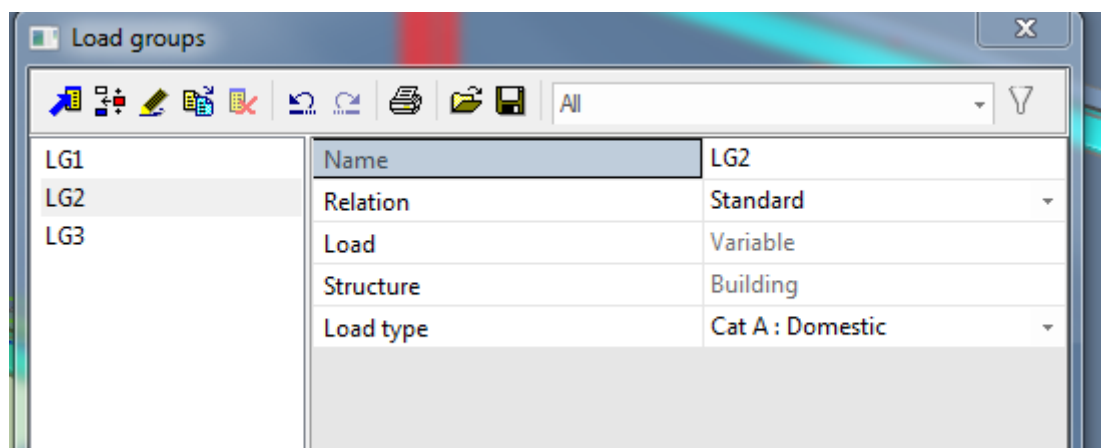 Load groups
All
LG1
LG2
LG3
Name LG2
Relation Standard
Load Variable
Structure Building
Load type Cat A : Domestic